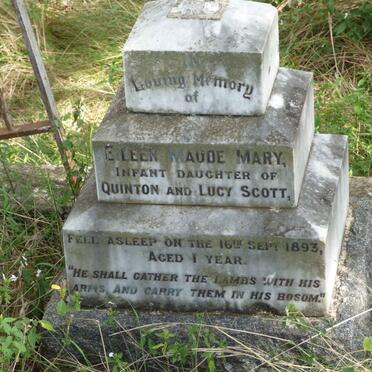 IN
Loving Memory
of
EILEEN MAUDE MARY,
INFANT DAUGHTER OF
QUINTON AND LUCY SCOTT,
FELL ASLEEP ON THE 16TH SEPT 1893,
AGED 1 YEAR.
"HE SHALL GATHER THE LAMBS WITH HIS
ARMS, AND CARRY THEM IN HIS BOSOM."